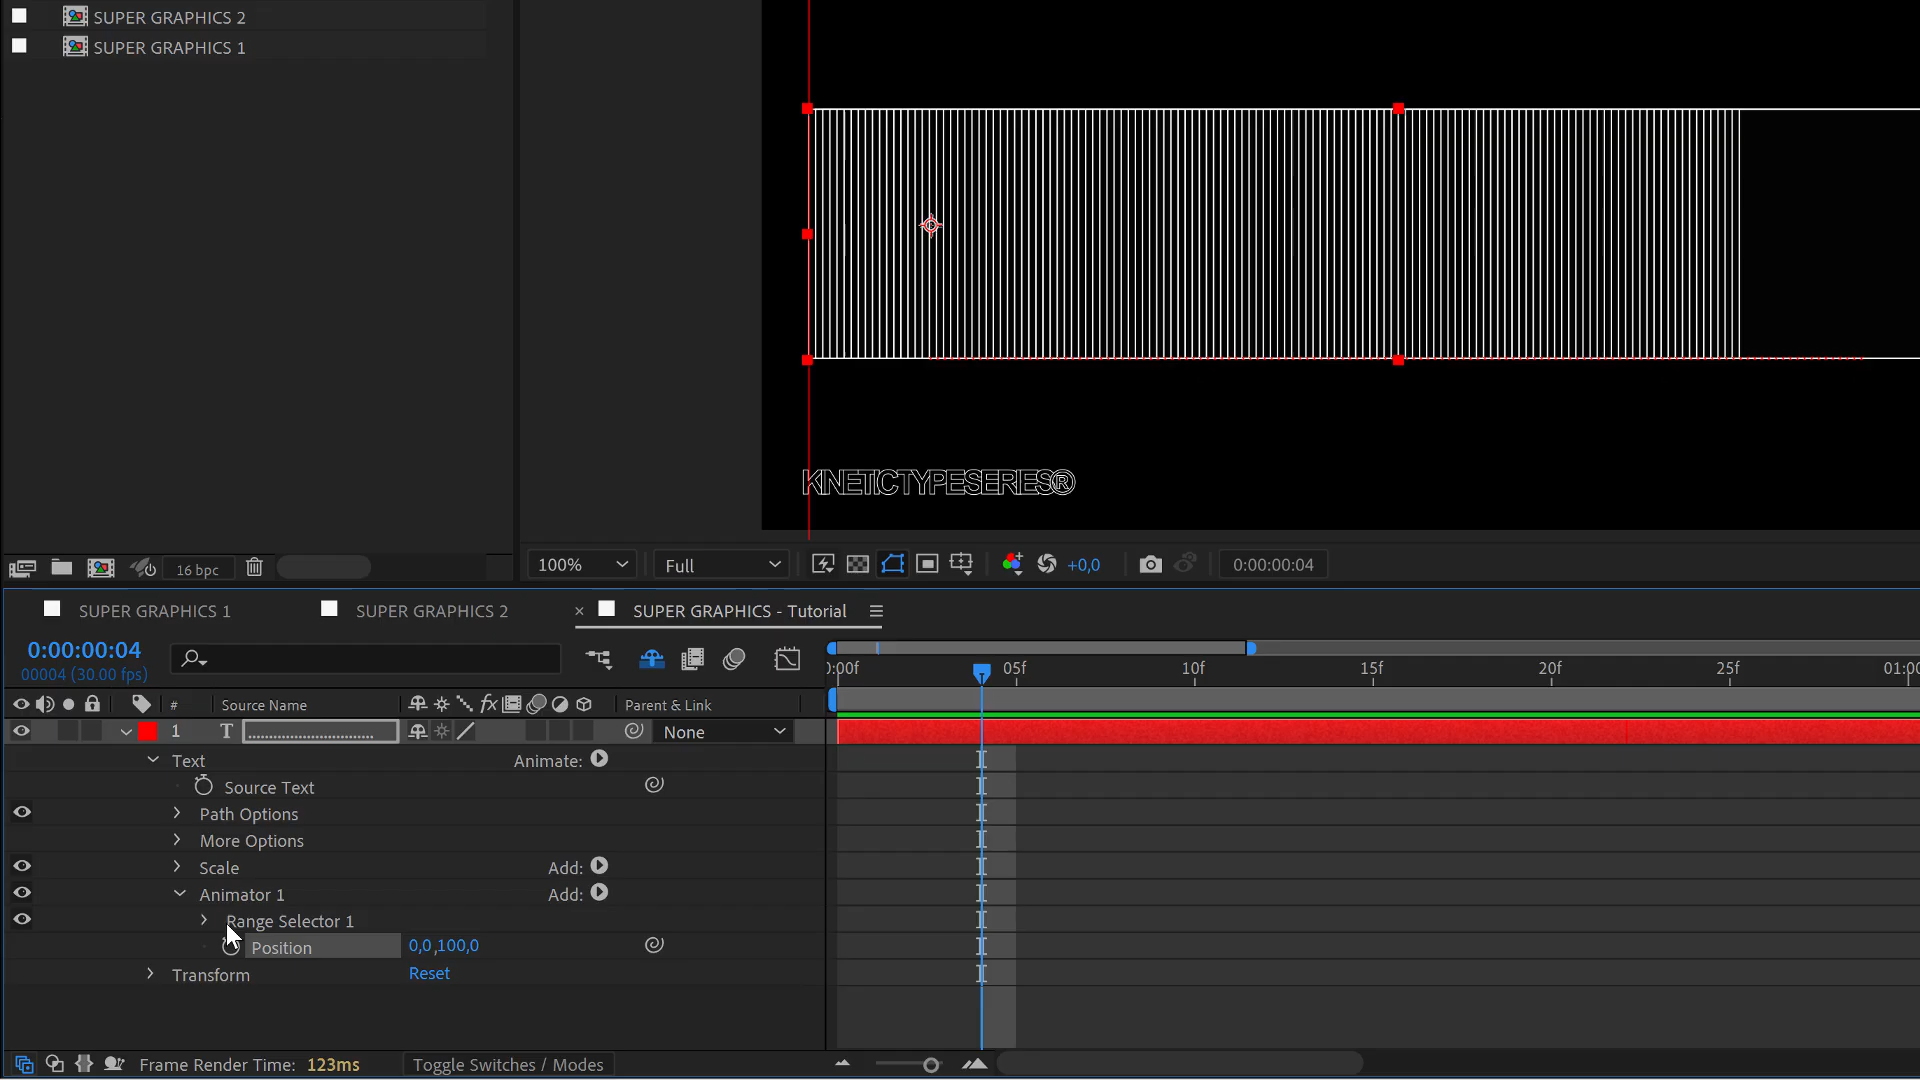 SUPER GRAPHICS 2
SUPER GRAPHICS 1
KINETICTYPESERIES®
16 bpc
100%
Full
+0,0
0:00:00:04
SUPER GRAPHICS 1
SUPER GRAPHICS 2
× SUPER GRAPHICS - Tutorial
0:00:00:04
00004 (30.00 fps)
):00f 05f 10f 15f 20f 25f 01:00
# Source Name fx Parent & Link
1 T ............................ None
Text Animate:
Source Text
Path Options
More Options
Scale Add:
Animator 1 Add:
Range Selector 1
Position 0,0,100,0
Transform Reset
Frame Render Time: 123ms Toggle Switches / Modes